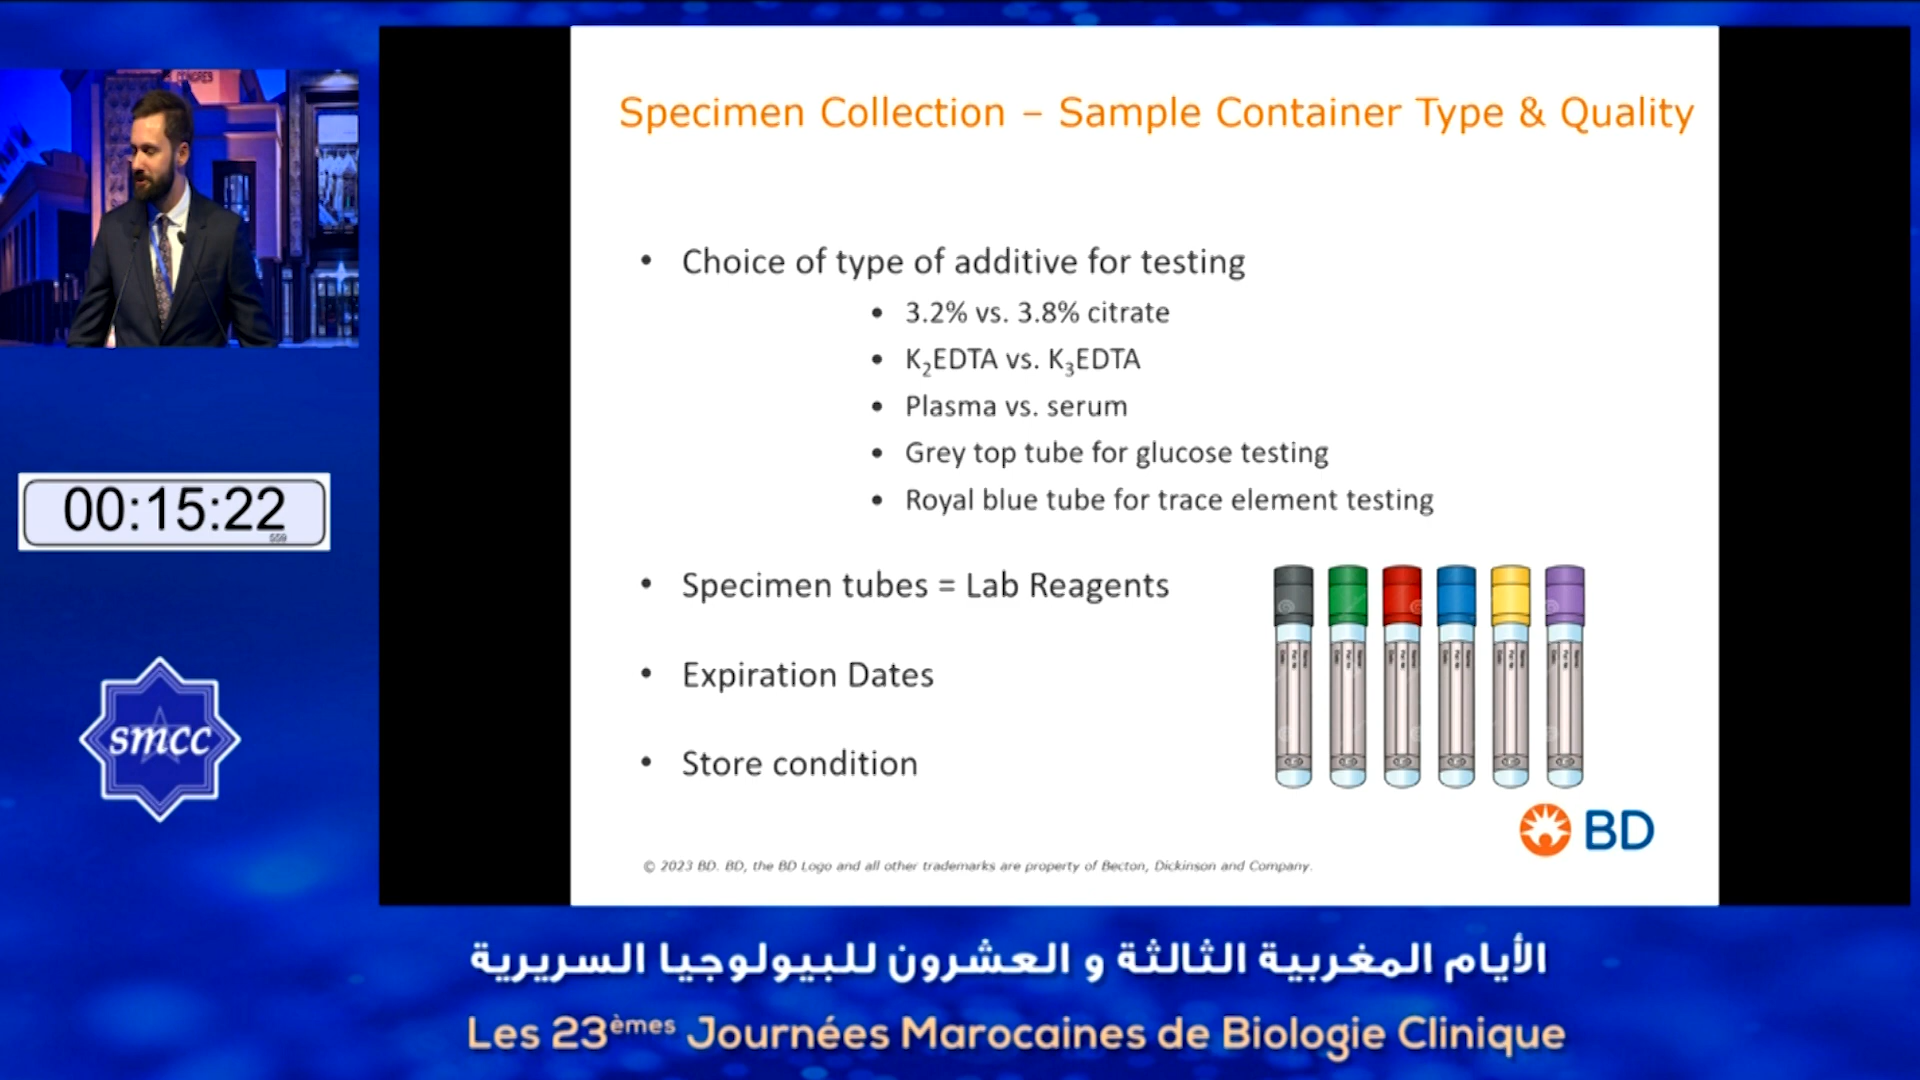 CONGRES
Specimen Collection – Sample Container Type & Quality
• Choice of type of additive for testing
• 3.2% vs. 3.8% citrate
• K₂EDTA vs. K₃EDTA
• Plasma vs. serum
• Grey top tube for glucose testing
• Royal blue tube for trace element testing
00:15:22
559
• Specimen tubes = Lab Reagents
• Expiration Dates
• Store condition
smcc
BD
© 2023 BD. BD, the BD Logo and all other trademarks are property of Becton, Dickinson and Company.
الأيام المغربية الثالثة و العشرون للبيولوجيا السريرية
Les 23èmes Journées Marocaines de Biologie Clinique